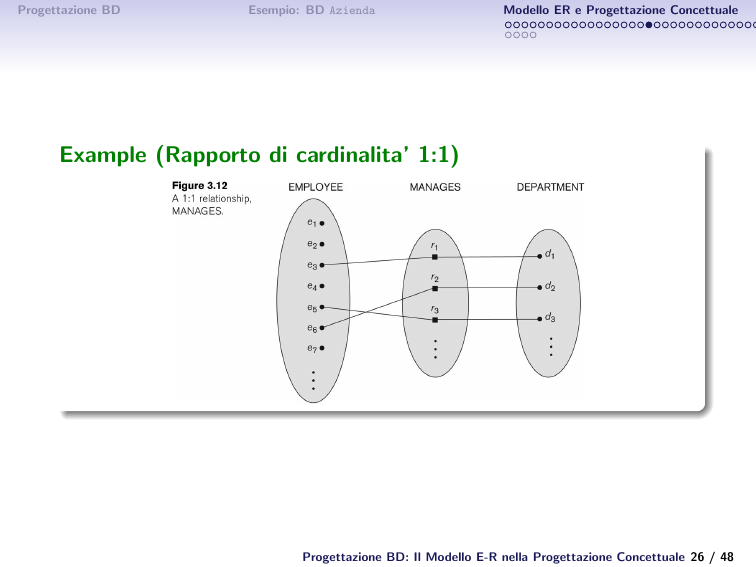 Progettazione BD Esempio: BD Azienda Modello ER e Progettazione Concettuale
Example (Rapporto di cardinalita' 1:1)
Figure 3.12 EMPLOYEE MANAGES DEPARTMENT
A 1:1 relationship,
MANAGES.
e1
e2
e3
e4
e5
e6
e7
r1
r2
r3
d1
d2
d3
Progettazione BD: Il Modello E-R nella Progettazione Concettuale 26 / 48